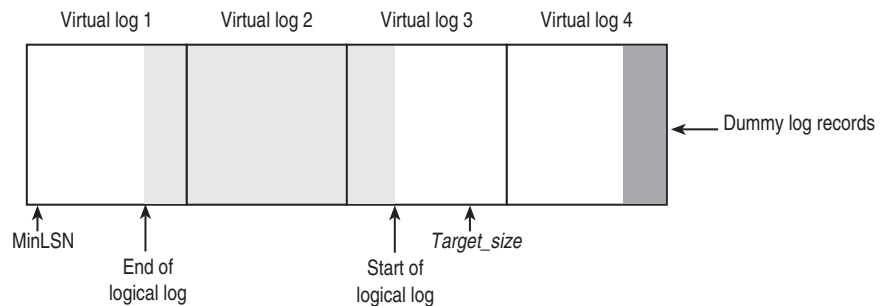 Virtual log 1
Virtual log 2
Virtual log 3
Virtual log 4
Dummy log records
MinLSN
End of
logical log
Start of
logical log
Target_size